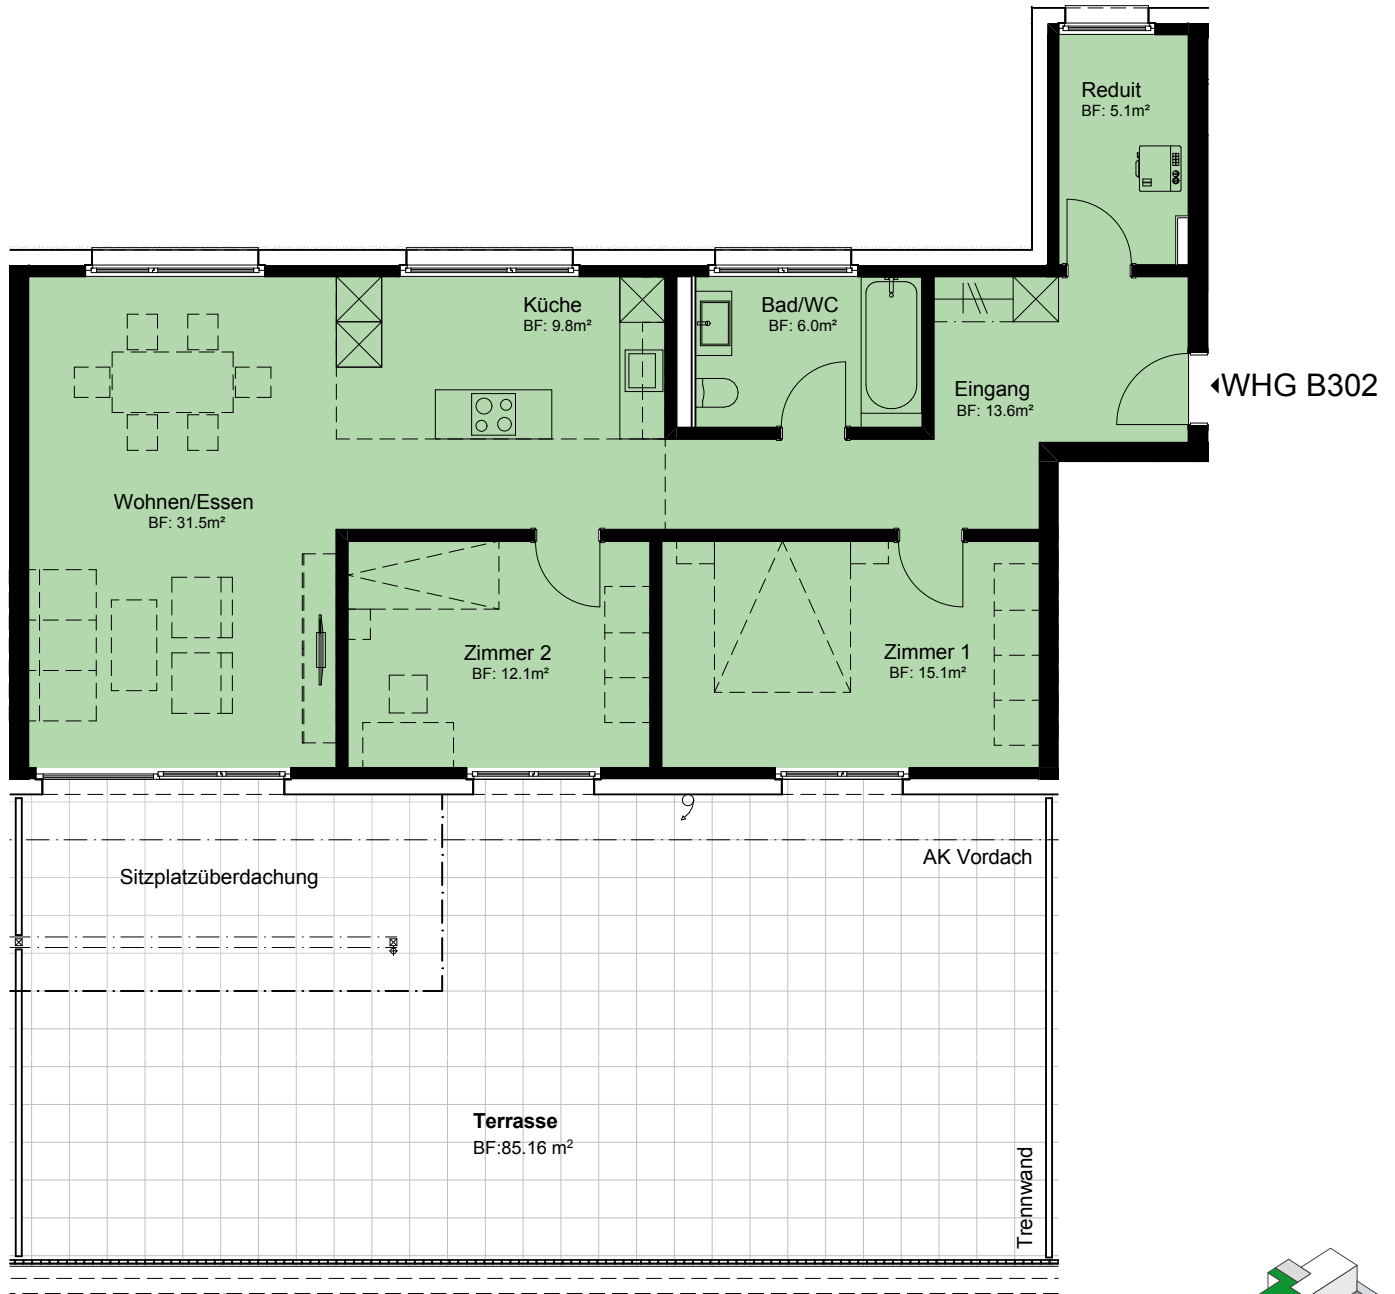 Reduit
BF: 5.1m²
Küche
BF: 9.8m²
Bad/WC
BF: 6.0m²
Eingang
BF: 13.6m²
WHG B302
Wohnen/Essen
BF: 31.5m²
Zimmer 2
BF: 12.1m²
Zimmer 1
BF: 15.1m²
AK Vordach
Sitzplatzüberdachung
Terrasse
BF:85.16 m²
Trennwand